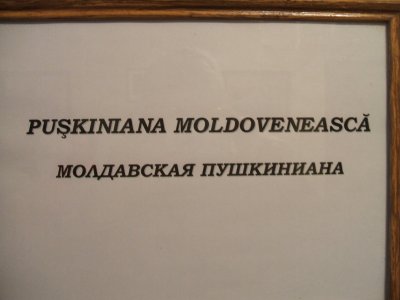 PUŞKINIANA MOLDOVENEASCĂ
МОЛДАВСКАЯ ПУШКИНИАНА